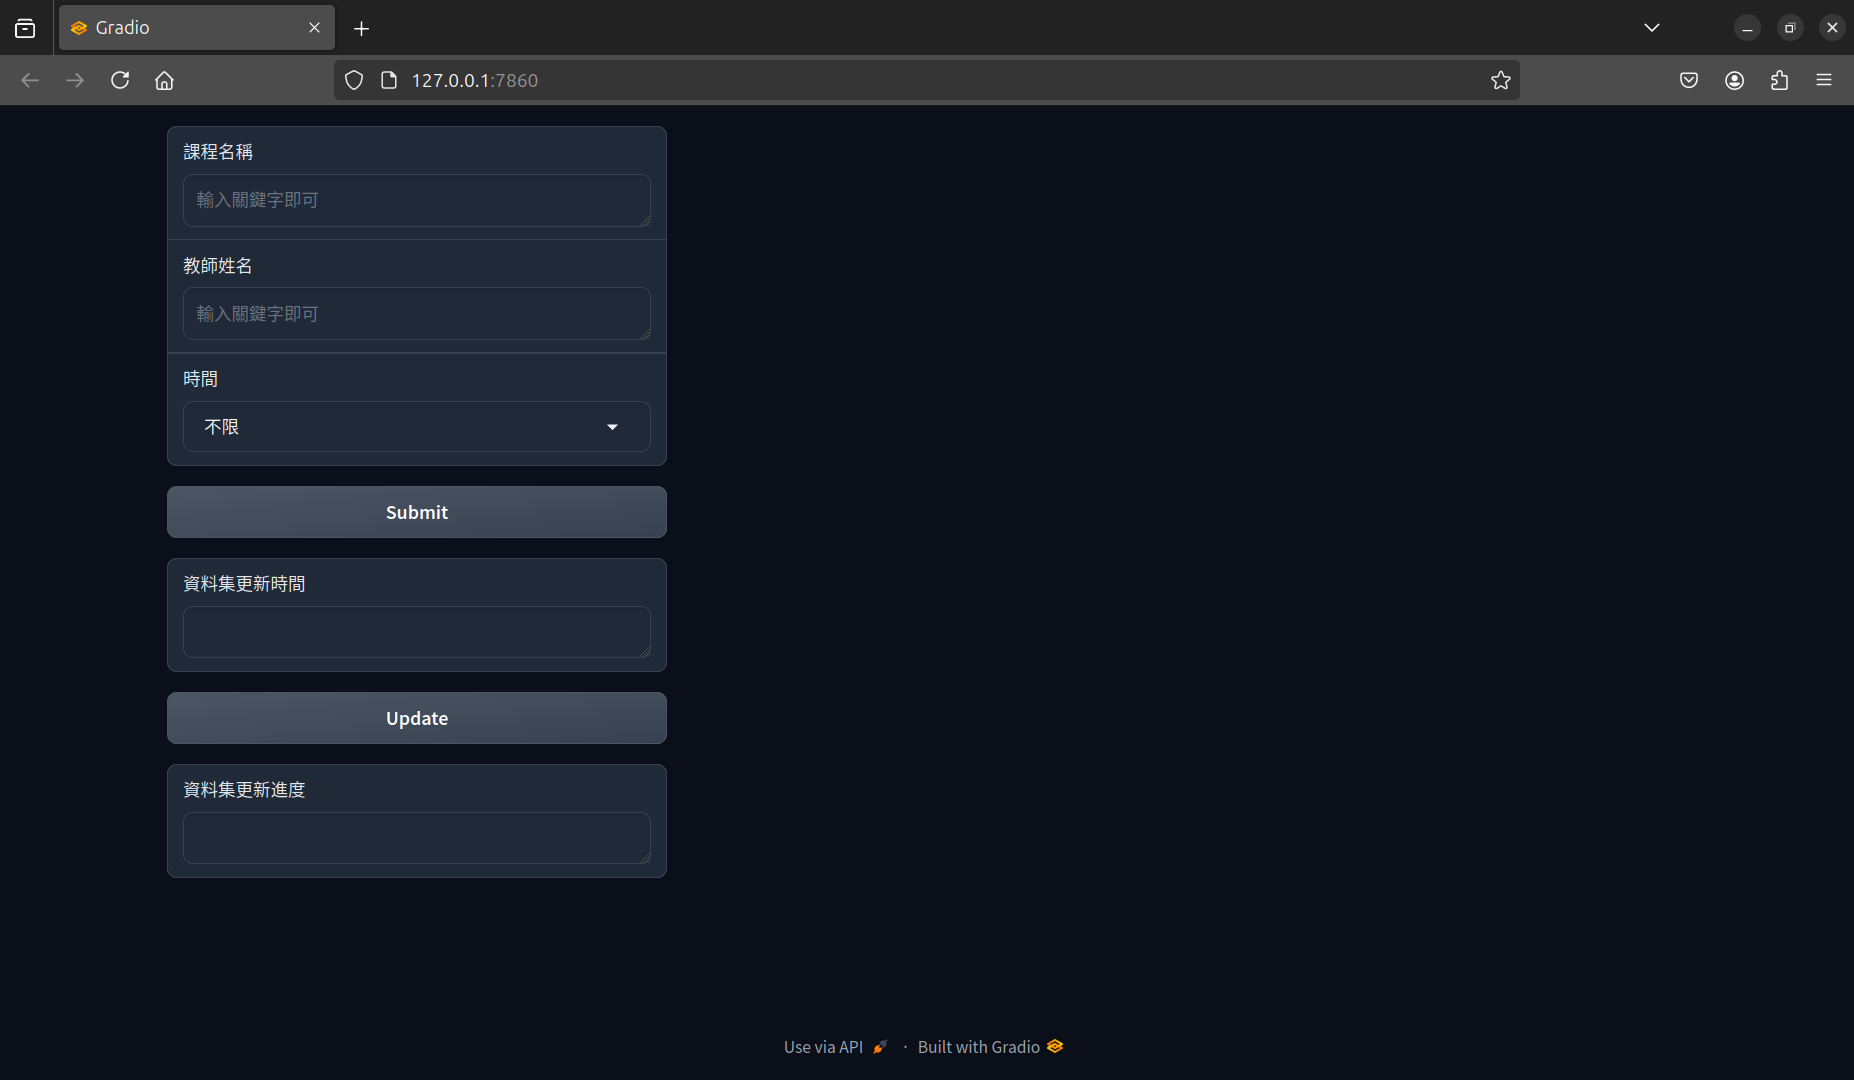 Gradio
127.0.0.1:7860
課程名稱
輸入關鍵字即可
教師姓名
輸入關鍵字即可
時間
不限
Submit
資料集更新時間
Update
資料集更新進度
Use via API · Built with Gradio